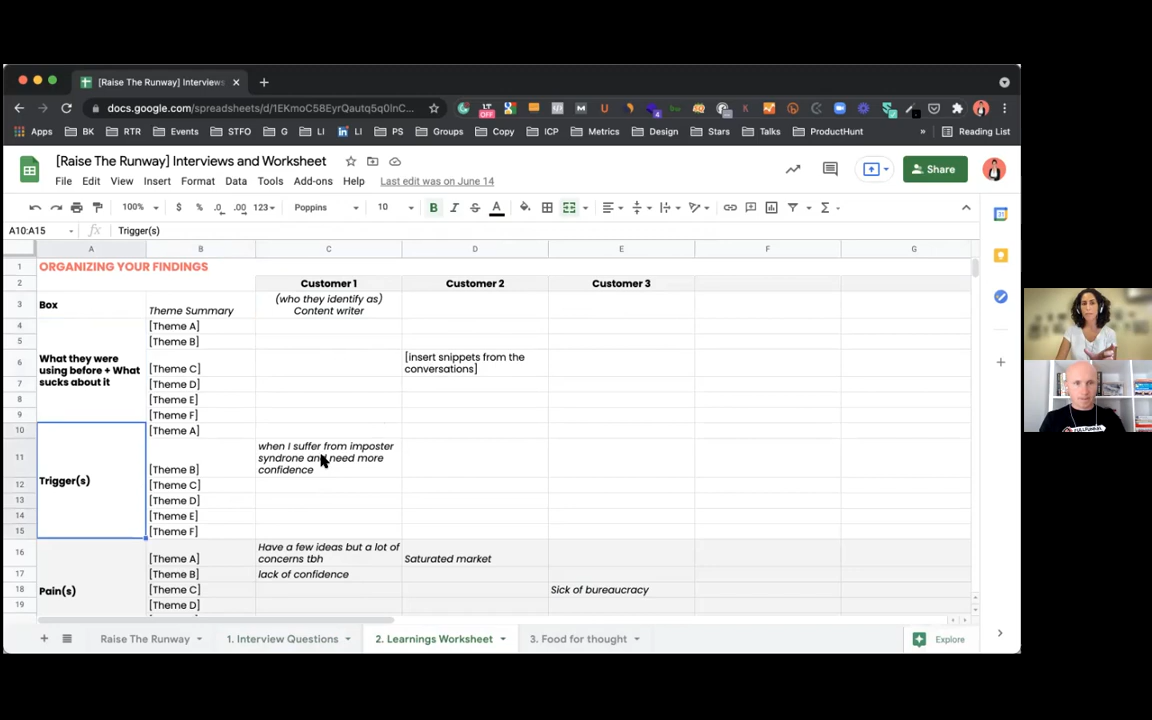 [Raise The Runway] Interviews
docs.google.com/spreadsheets/d/1EKmoC58EyrQautq5q0InC...
Apps BK RTR Events STFO G LI LI PS Groups Copy ICP Metrics Design Stars Talks ProductHunt » Reading List
[Raise The Runway] Interviews and Worksheet
File Edit View Insert Format Data Tools Add-ons Help Last edit was on June 14
Share
100% $ % .0 .00 123 Poppins 10 B I S A
A10:A15 fx Trigger(s)
A B C D E F G
1 ORGANIZING YOUR FINDINGS
2 Customer 1 Customer 2 Customer 3
3 Box Theme Summary (who they identify as)
Content writer
4 [Theme A]
5 [Theme B]
What they were
using before + What
sucks about it
6 [Theme C] [insert snippets from the
conversations]
7 [Theme D]
8 [Theme E]
9 [Theme F]
10 [Theme A]
11 [Theme B] when I suffer from imposter
syndrone and need more
confidence
Trigger(s)
12 [Theme C]
13 [Theme D]
14 [Theme E]
15 [Theme F]
16 [Theme A] Have a few ideas but a lot of
concerns tbh Saturated market
17 [Theme B] lack of confidence
18 Pain(s) [Theme C] Sick of bureaucracy
19 [Theme D]
Raise The Runway 1. Interview Questions 2. Learnings Worksheet 3. Food for thought Explore
FULLFUNNEL